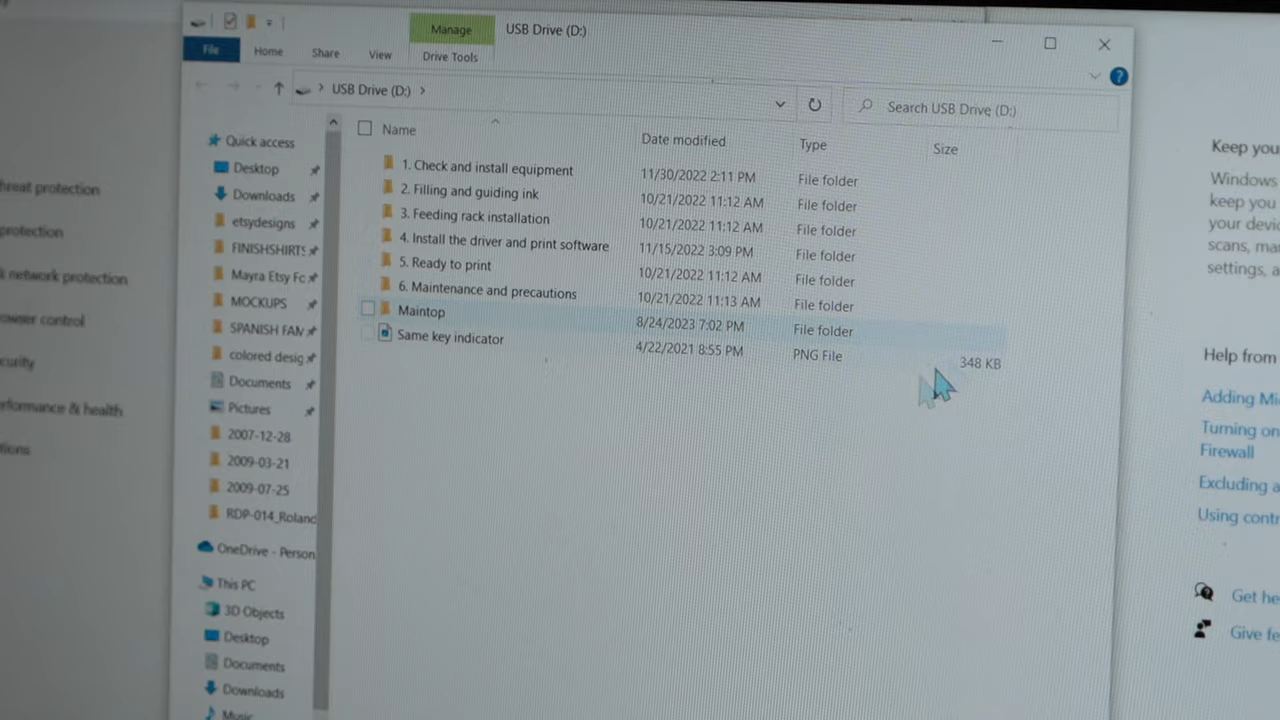 Manage
USB Drive (D:)
File
Home
Share
View
Drive Tools
USB Drive (D:)
Search USB Drive (D:)
Name
Date modified
Type
Size
1. Check and install equipment
11/30/2022 2:11 PM
File folder
2. Filling and guiding ink
10/21/2022 11:12 AM
File folder
3. Feeding rack installation
10/21/2022 11:12 AM
File folder
4. Install the driver and print software
11/15/2022 3:09 PM
File folder
5. Ready to print
10/21/2022 11:12 AM
File folder
6. Maintenance and precautions
10/21/2022 11:13 AM
File folder
Maintop
8/24/2023 7:02 PM
File folder
Same key indicator
4/22/2021 8:55 PM
PNG File
348 KB
Quick access
Desktop
Downloads
etsydesigns
FINISHSHIRTS
Mayra Etsy Fo
MOCKUPS
SPANISH FAM
colored desig
Documents
Pictures
2007-12-28
2009-03-21
2009-07-25
RDP-014_Roland
OneDrive - Person
This PC
3D Objects
Desktop
Documents
Downloads
Music
hreat protection
protection
k network protection
owser control
curity
rformance & health
tions
Keep you
Windows
keep you
your devi
scans, ma
settings, a
Help from
Adding Mi
Turning on
Firewall
Excluding a
Using contr
Get he
Give fe